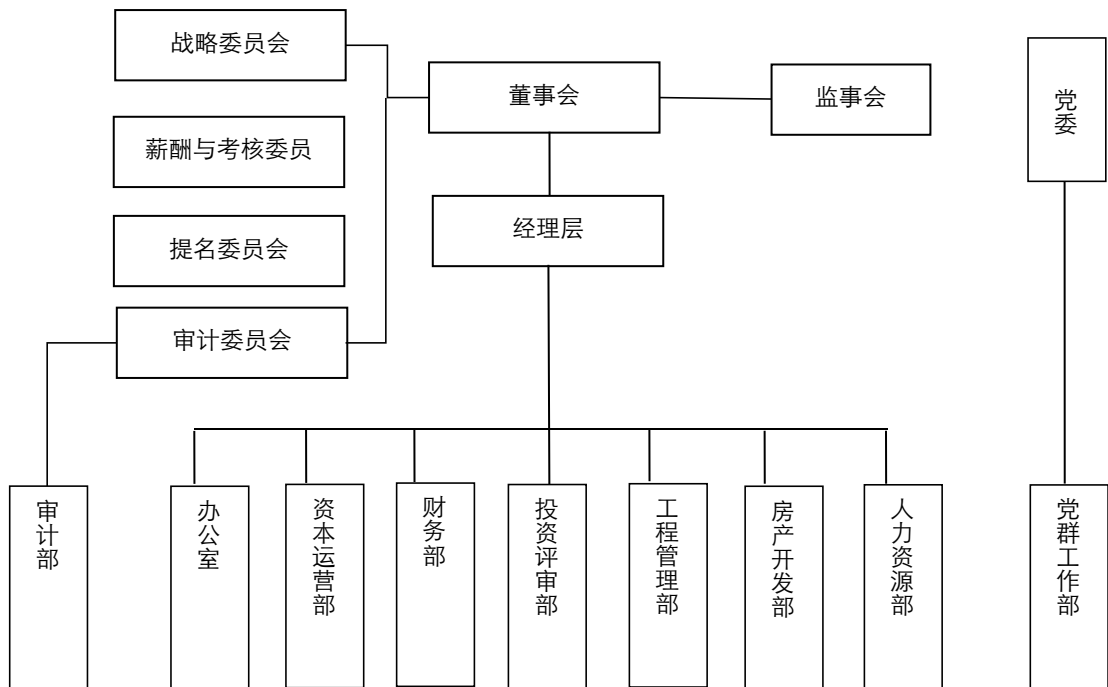 战略委员会
董事会
监事会
党委
薪酬与考核委员
经理层
提名委员会
审计委员会
审计部
办公室
资本运营部
财务部
投资评审部
工程管理部
房产开发部
人力资源部
党群工作部